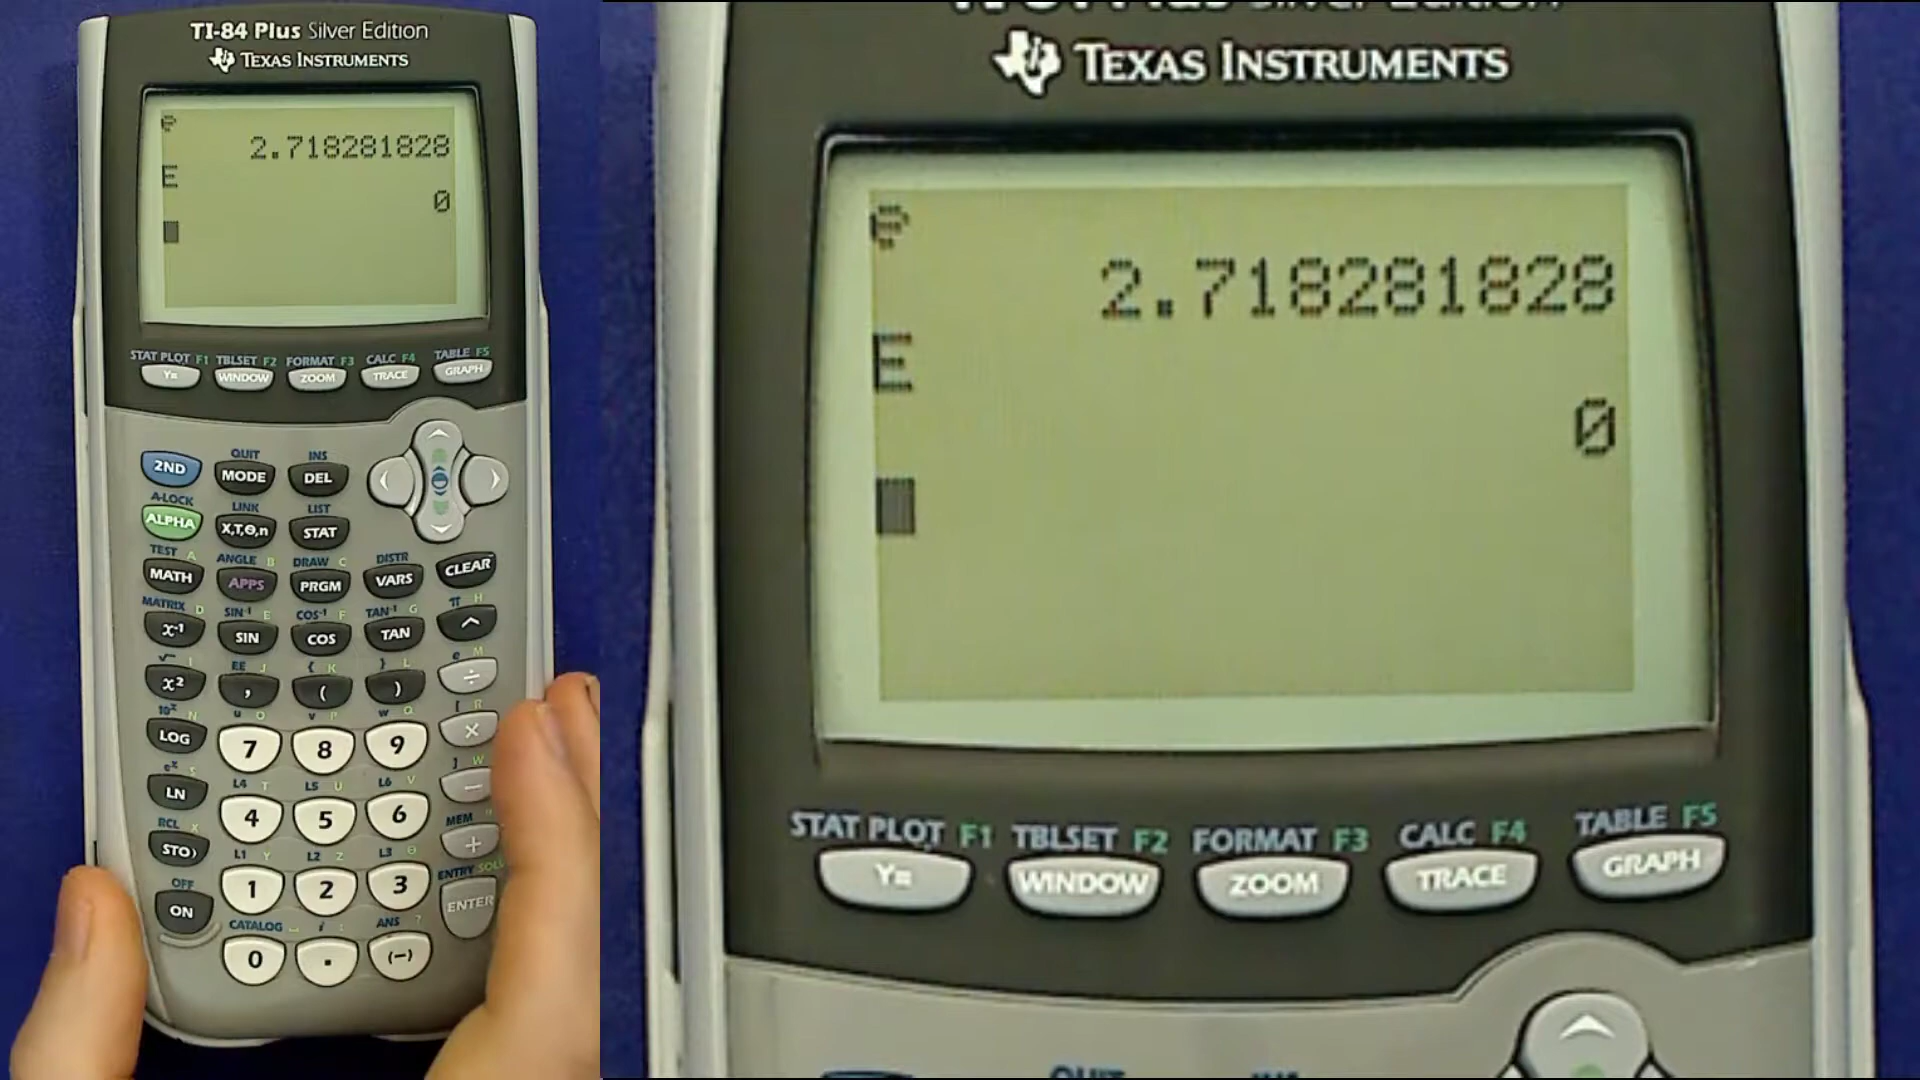 TI-84 Plus Silver Edition
TEXAS INSTRUMENTS
e
2.718281828
E
0
STAT PLOT F1 TBLSET F2 FORMAT F3 CALC F4 TABLE F5
Y= WINDOW ZOOM TRACE GRAPH
QUIT INS
2ND MODE DEL
A-LOCK LINK LIST
ALPHA X,T,Θ,n STAT
TEST A ANGLE B DRAW C DISTR
MATH APPS PRGM VARS CLEAR
MATRIX D SIN⁻¹ E COS⁻¹ F TAN⁻¹ G π H
x⁻¹ SIN COS TAN ^
√ I EE J { K } L e M
x² , ( ) ÷
10ˣ N u O v P w Q [ R
LOG 7 8 9 ×
eˣ S L4 T L5 U L6 V ] W
LN 4 5 6 −
RCL X L1 Y L2 Z L3 θ MEM "
STO› 1 2 3 +
OFF CATALOG i : ANS ? ENTRY SOLVE
ON 0 . (−) ENTER
TEXAS INSTRUMENTS
e
2.718281828
E
0
STAT PLOT F1 TBLSET F2 FORMAT F3 CALC F4 TABLE F5
Y= WINDOW ZOOM TRACE GRAPH